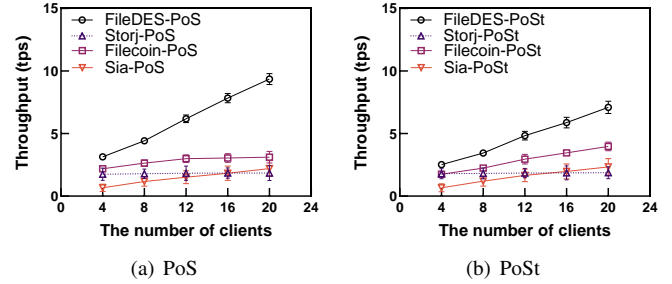 FileDES-PoS
Storj-PoS
Filecoin-PoS
Sia-PoS
Throughput (tps)
15
10
5
0
0 4 8 12 16 20 24
The number of clients
(a) PoS
FileDES-PoSt
Storj-PoSt
Filecoin-PoSt
Sia-PoSt
Throughput (tps)
15
10
5
0
0 4 8 12 16 20 24
The number of clients
(b) PoSt